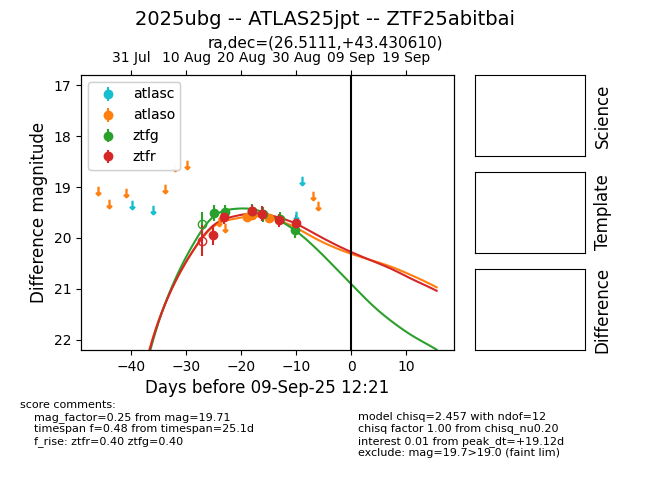 2025ubg -- ATLAS25jpt -- ZTF25abitbai
ra,dec=(26.5111,+43.430610)
31 Jul 10 Aug 20 Aug 30 Aug 09 Sep 19 Sep
atlasc
atlaso
ztfg
ztfr
17
18
19
20
21
22
Difference magnitude
−40 −30 −20 −10 0 10
Days before 09-Sep-25 12:21
Science
Template
Difference
score comments:
mag_factor=0.25 from mag=19.71
timespan f=0.48 from timespan=25.1d
f_rise: ztfr=0.40 ztfg=0.40
model chisq=2.457 with ndof=12
chisq factor 1.00 from chisq_nu0.20
interest 0.01 from peak_dt=+19.12d
exclude: mag=19.7>19.0 (faint lim)